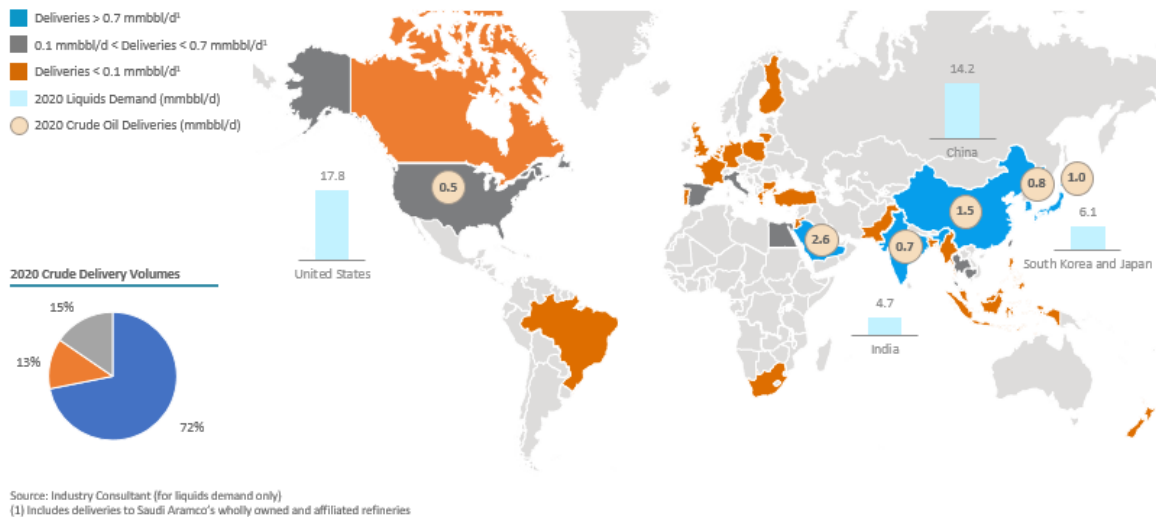 Deliveries > 0.7 mmbbl/d¹
0.1 mmbbl/d < Deliveries < 0.7 mmbbl/d¹
Deliveries < 0.1 mmbbl/d¹
2020 Liquids Demand (mmbbl/d)
2020 Crude Oil Deliveries (mmbbl/d)
17.8
United States
0.5
14.2
China
0.8
1.0
1.5
2.6
0.7
6.1
South Korea and Japan
4.7
India
2020 Crude Delivery Volumes
15%
13%
72%
Source: Industry Consultant (for liquids demand only)
(1) Includes deliveries to Saudi Aramco's wholly owned and affiliated refineries